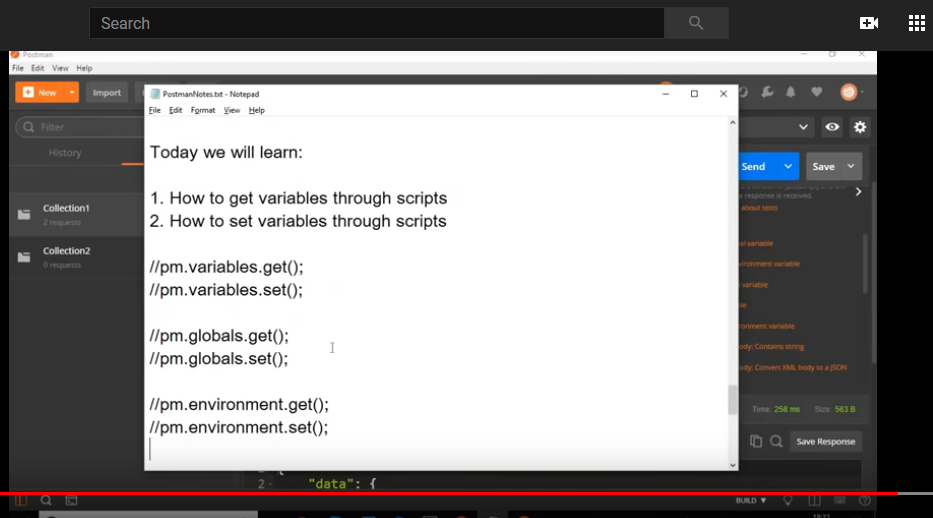 Search
Postman
File Edit View Help
New
Import
Filter
History
Collection1
2 requests
Collection2
0 requests
PostmanNotes.txt - Notepad
File Edit Format View Help
Today we will learn:
1. How to get variables through scripts
2. How to set variables through scripts
//pm.variables.get();
//pm.variables.set();
//pm.globals.get();
//pm.globals.set();
//pm.environment.get();
//pm.environment.set();
Send
Save
response is received.
about tests
variable
environment variable
variable
ronment variable
ody: Contains string
ody: Convert XML body to a JSON
Time: 258 ms Size: 563 B
Save Response
2 "data": {
BUILD